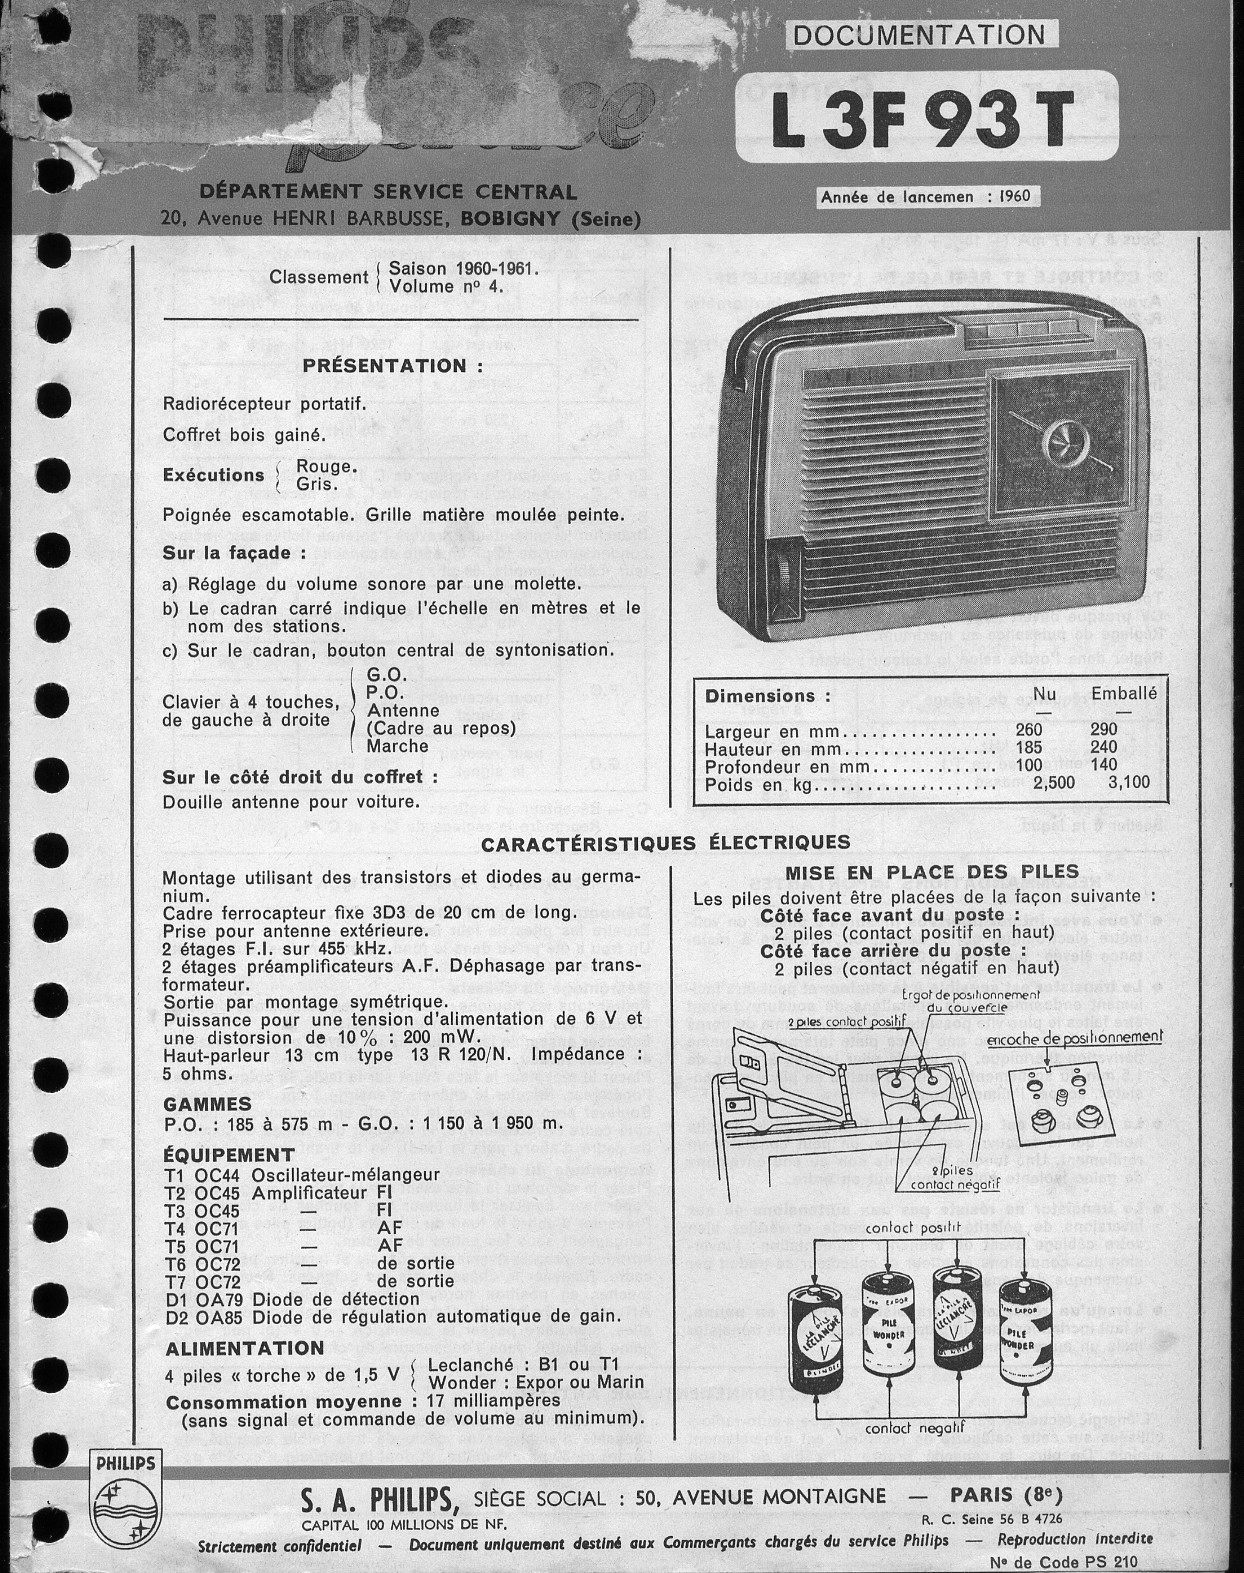 PHILIPS
Service
DÉPARTEMENT SERVICE CENTRAL
20, Avenue HENRI BARBUSSE, BOBIGNY (Seine)
DOCUMENTATION
L 3F 93 T
Année de lancemen : 1960
Classement { Saison 1960-1961.
Volume nº 4.
PRÉSENTATION :
Radiorécepteur portatif.
Coffret bois gainé.
Exécutions { Rouge.
Gris.
Poignée escamotable. Grille matière moulée peinte.
Sur la façade :
a) Réglage du volume sonore par une molette.
b) Le cadran carré indique l'échelle en mètres et le
nom des stations.
c) Sur le cadran, bouton central de syntonisation.
Clavier à 4 touches,
de gauche à droite
{ G.O.
P.O.
Antenne
(Cadre au repos)
Marche
Sur le côté droit du coffret :
Douille antenne pour voiture.
Dimensions : Nu Emballé
Largeur en mm................. 260 290
Hauteur en mm................. 185 240
Profondeur en mm.............. 100 140
Poids en kg..................... 2,500 3,100
CARACTÉRISTIQUES ÉLECTRIQUES
Montage utilisant des transistors et diodes au germa-
nium.
Cadre ferrocapteur fixe 3D3 de 20 cm de long.
Prise pour antenne extérieure.
2 étages F.I. sur 455 kHz.
2 étages préamplificateurs A.F. Déphasage par trans-
formateur.
Sortie par montage symétrique.
Puissance pour une tension d'alimentation de 6 V et
une distorsion de 10 % : 200 mW.
Haut-parleur 13 cm type 13 R 120/N. Impédance :
5 ohms.
GAMMES
P.O. : 185 à 575 m - G.O. : 1 150 à 1 950 m.
ÉQUIPEMENT
T1 OC44 Oscillateur-mélangeur
T2 OC45 Amplificateur FI
T3 OC45 — FI
T4 OC71 — AF
T5 OC71 — AF
T6 OC72 — de sortie
T7 OC72 — de sortie
D1 OA79 Diode de détection
D2 OA85 Diode de régulation automatique de gain.
ALIMENTATION
4 piles « torche » de 1,5 V { Leclanché : B1 ou T1
Wonder : Expor ou Marin
Consommation moyenne : 17 milliampères
(sans signal et commande de volume au minimum).
MISE EN PLACE DES PILES
Les piles doivent être placées de la façon suivante :
Côté face avant du poste :
2 piles (contact positif en haut)
Côté face arrière du poste :
2 piles (contact négatif en haut)
Ergot de positionnement
du couvercle
2 piles contact positif
encoche de positionnement
2 piles
contact négatif
contact positif
LA PILE
LECLANCHÉ
BLINDÉE
Type EXPOR
PILE
WONDER
LA PILE
LECLANCHÉ
Type EXPOR
PILE
WONDER
contact negatif
PHILIPS
S. A. PHILIPS, SIÈGE SOCIAL : 50, AVENUE MONTAIGNE — PARIS (8e)
CAPITAL 100 MILLIONS DE NF.
R. C. Seine 56 B 4726
Strictement confidentiel — Document uniquement destiné aux Commerçants chargés du service Philips — Reproduction interdite
Nº de Code PS 210